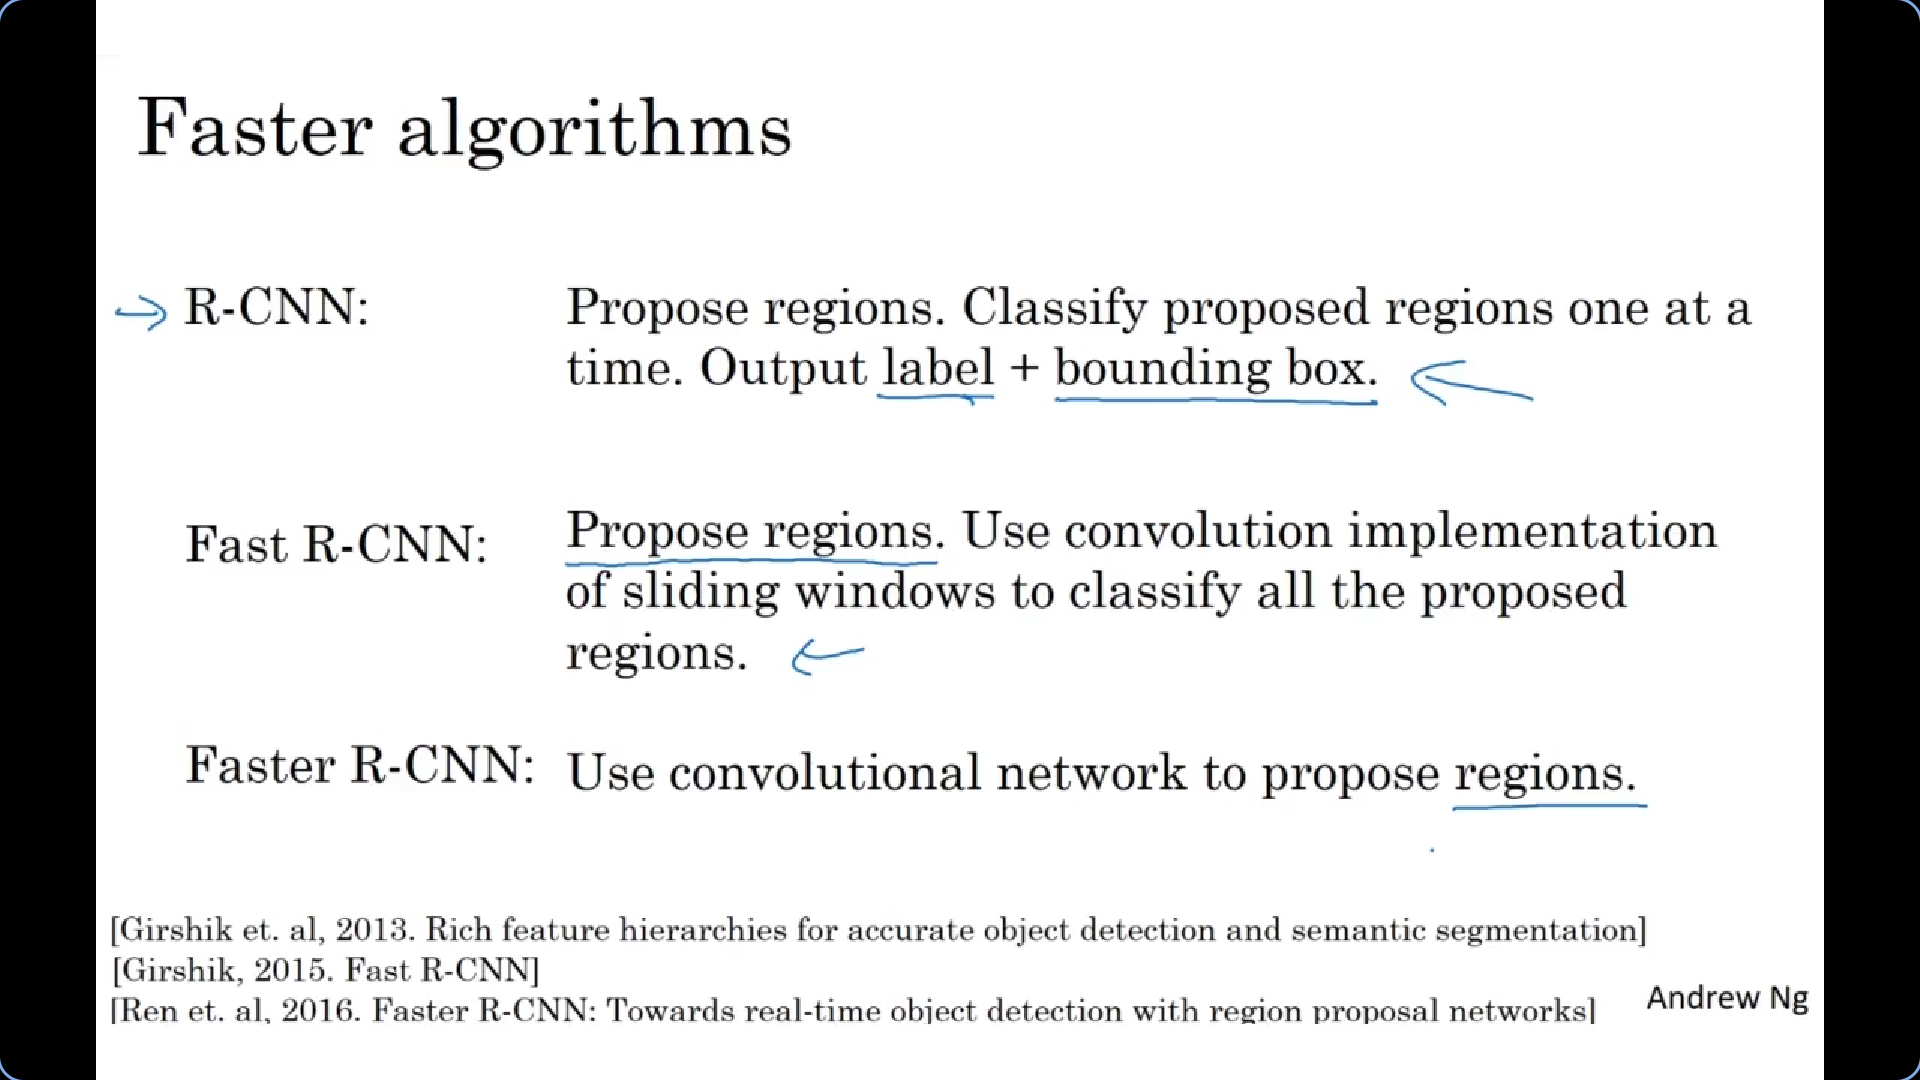 Faster algorithms
R-CNN: Propose regions. Classify proposed regions one at a
time. Output label + bounding box.
Fast R-CNN: Propose regions. Use convolution implementation
of sliding windows to classify all the proposed
regions.
Faster R-CNN: Use convolutional network to propose regions.
[Girshik et. al, 2013. Rich feature hierarchies for accurate object detection and semantic segmentation]
[Girshik, 2015. Fast R-CNN]
[Ren et. al, 2016. Faster R-CNN: Towards real-time object detection with region proposal networks]
Andrew Ng